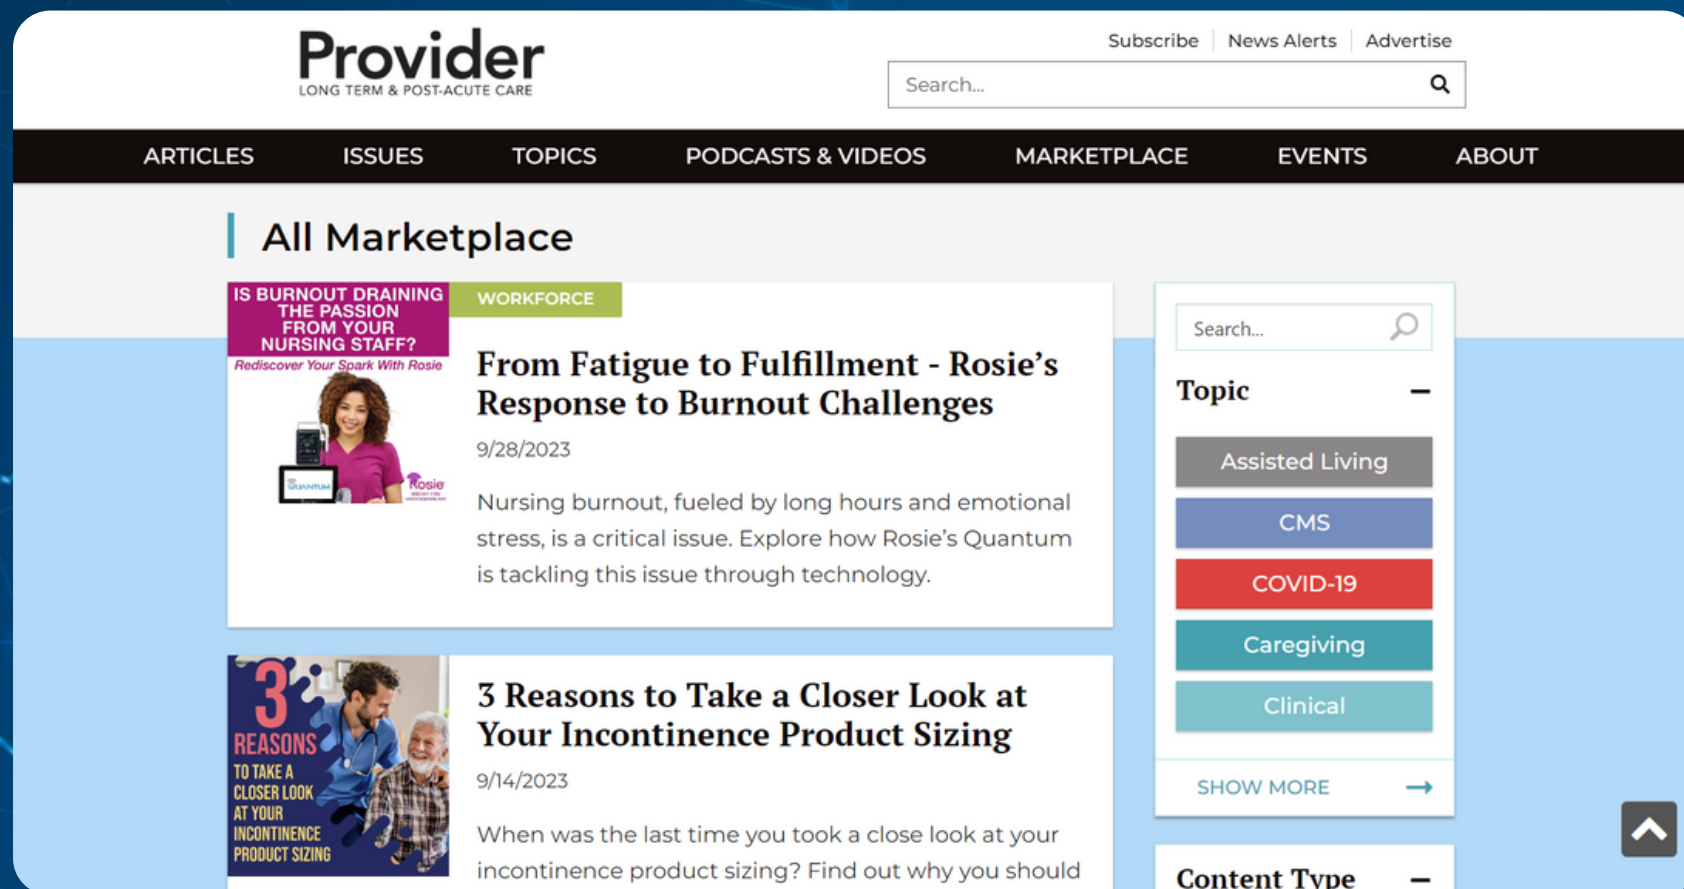 Provider
LONG TERM & POST-ACUTE CARE
Subscribe
News Alerts
Advertise
Search...
ARTICLES
ISSUES
TOPICS
PODCASTS & VIDEOS
MARKETPLACE
EVENTS
ABOUT
All Marketplace
IS BURNOUT DRAINING
THE PASSION
FROM YOUR
NURSING STAFF?
Rediscover Your Spark With Rosie
QUANTUM
Rosie
WORKFORCE
From Fatigue to Fulfillment - Rosie's
Response to Burnout Challenges
9/28/2023
Nursing burnout, fueled by long hours and emotional
stress, is a critical issue. Explore how Rosie's Quantum
is tackling this issue through technology.
3
REASONS
TO TAKE A
CLOSER LOOK
AT YOUR
INCONTINENCE
PRODUCT SIZING
3 Reasons to Take a Closer Look at
Your Incontinence Product Sizing
9/14/2023
When was the last time you took a close look at your
incontinence product sizing? Find out why you should
Search...
Topic
Assisted Living
CMS
COVID-19
Caregiving
Clinical
SHOW MORE
Content Type